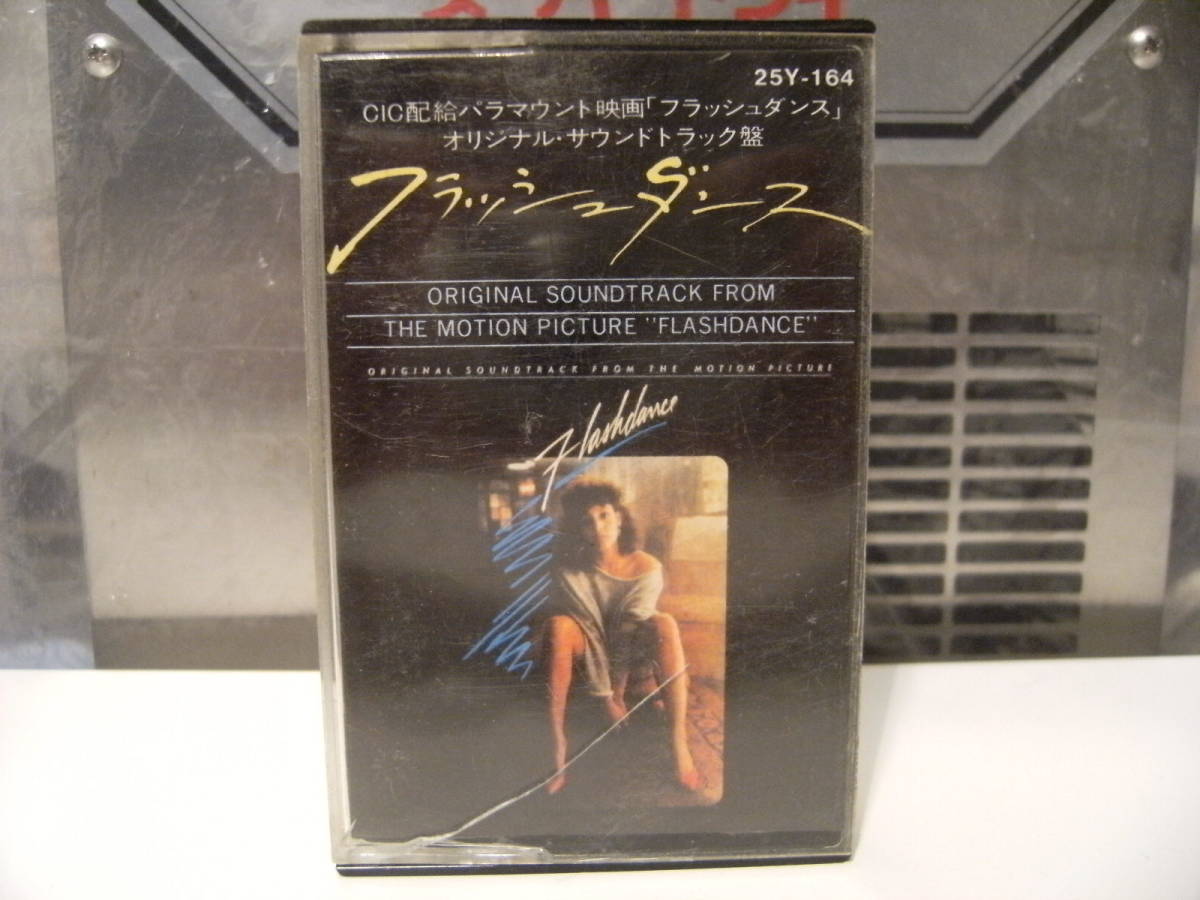 25Y-164
CIC配給パラマウント映画「フラッシュダンス」
オリジナル・サウンドトラック盤
フラッシュダンス
ORIGINAL SOUNDTRACK FROM
THE MOTION PICTURE "FLASHDANCE"
ORIGINAL SOUNDTRACK FROM THE MOTION PICTURE
Flashdance